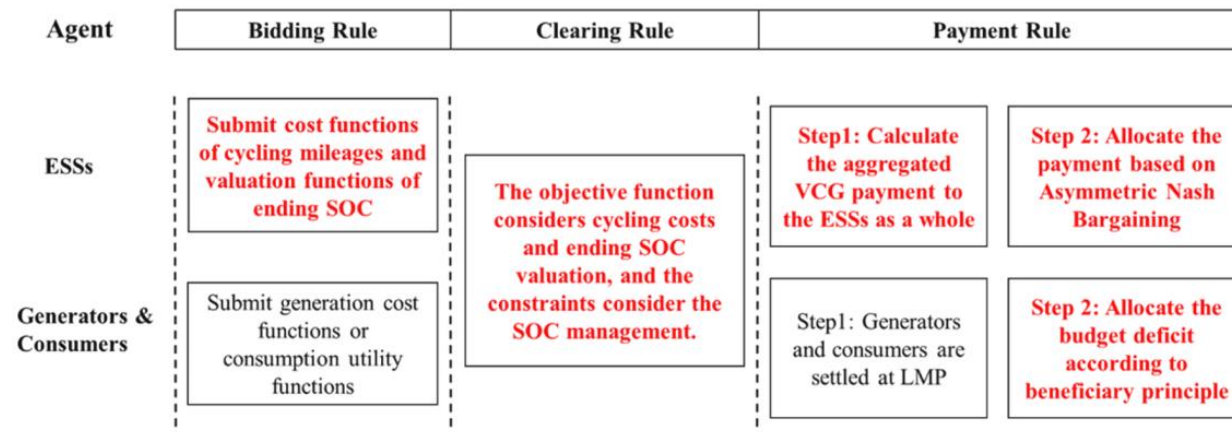 Agent
Bidding Rule
Clearing Rule
Payment Rule
ESSs
Submit cost functions
of cycling mileages and
valuation functions of
ending SOC
The objective function
considers cycling costs
and ending SOC
valuation, and the
constraints consider the
SOC management.
Step1: Calculate
the aggregated
VCG payment to
the ESSs as a whole
Step 2: Allocate the
payment based on
Asymmetric Nash
Bargaining
Generators &
Consumers
Submit generation cost
functions or
consumption utility
functions
Step1: Generators
and consumers are
settled at LMP
Step 2: Allocate the
budget deficit
according to
beneficiary principle